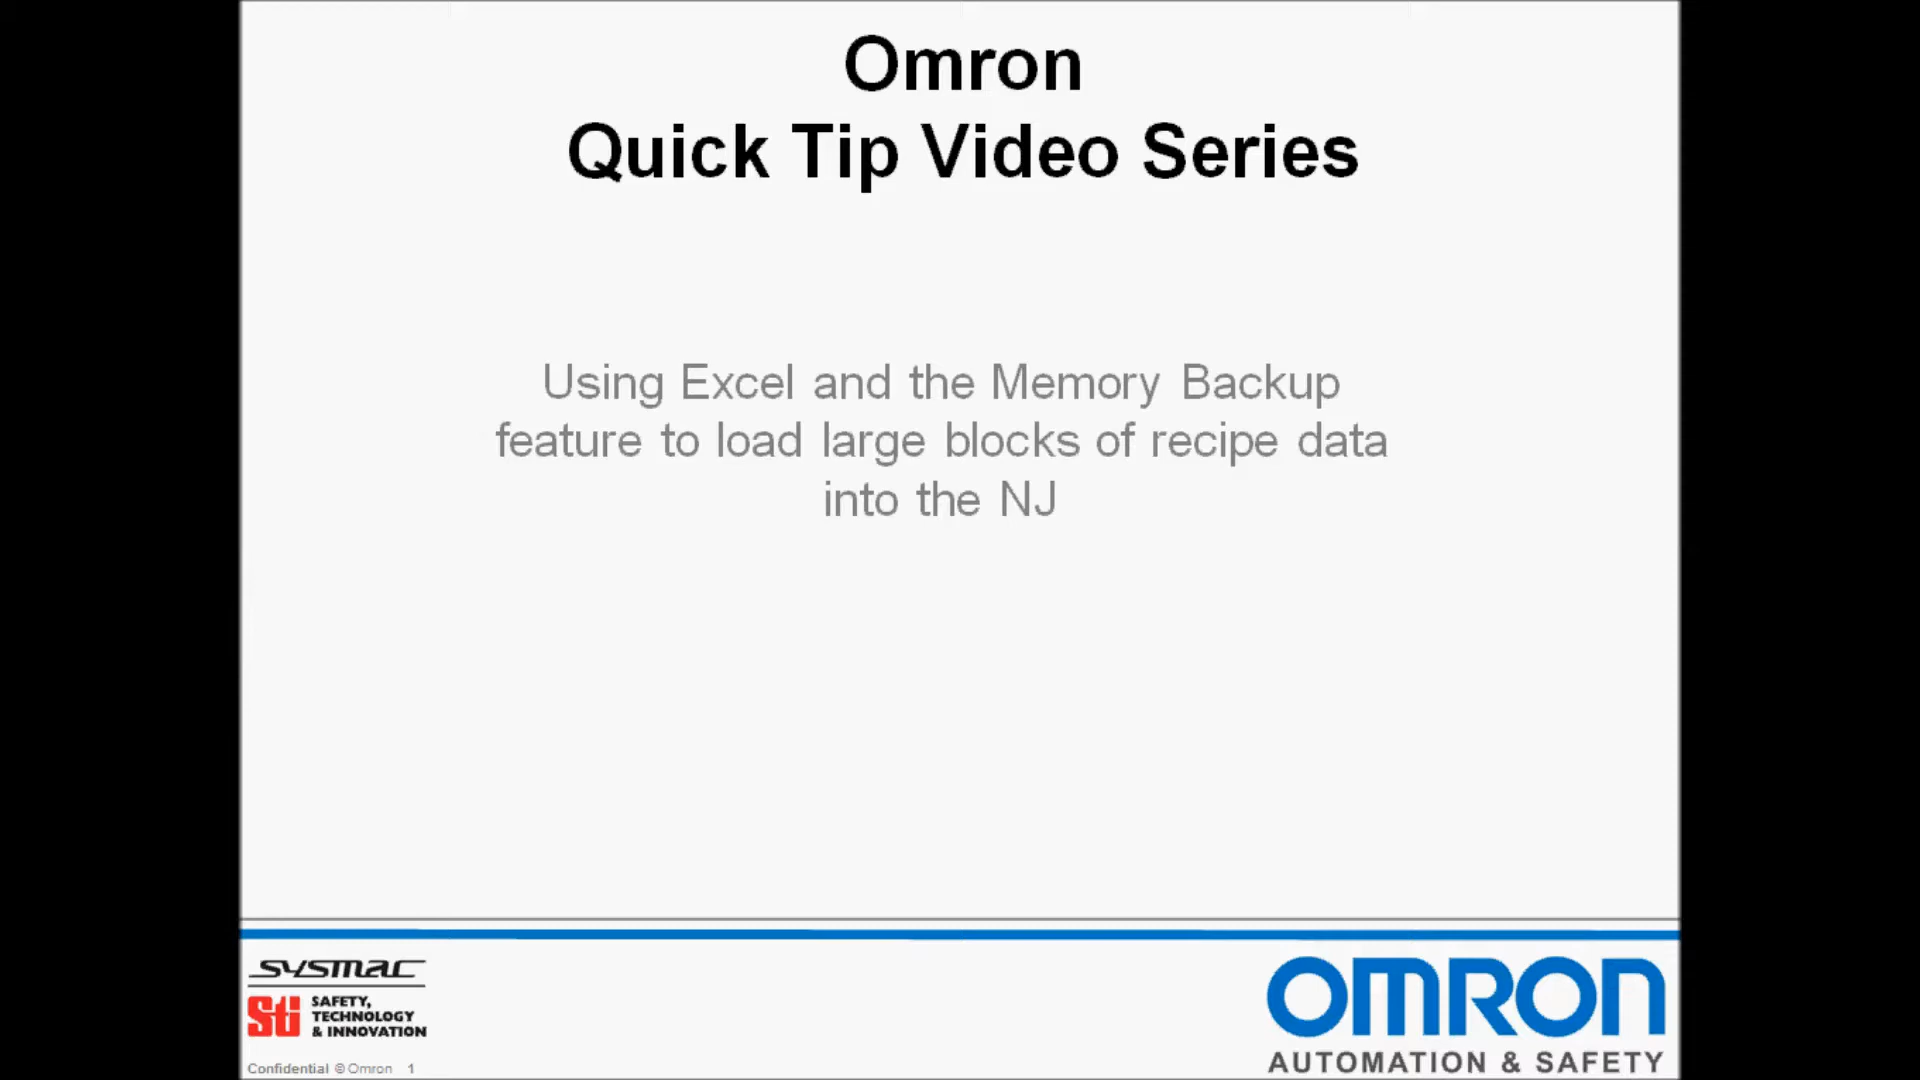 Omron
Quick Tip Video Series
Using Excel and the Memory Backup
feature to load large blocks of recipe data
into the NJ
sysmac
Sti
SAFETY,
TECHNOLOGY
& INNOVATION
Confidential © Omron 1
OMRON
AUTOMATION & SAFETY